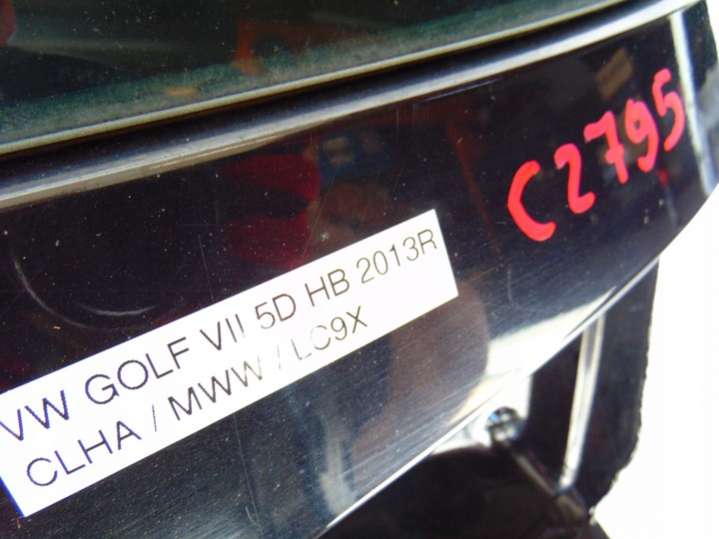 C2795
VW GOLF VII 5D HB 2013R
CLHA / MWW / LC9X